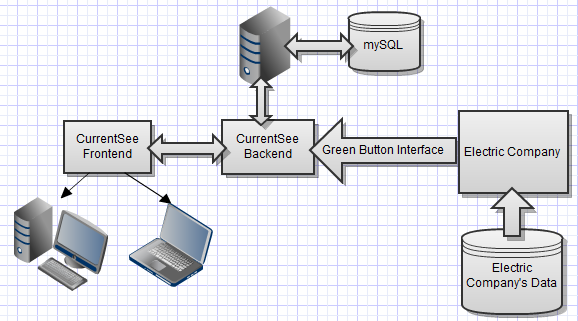 mySQL
CurrentSee
Frontend
CurrentSee
Backend
Green Button Interface
Electric Company
Electric
Company's Data